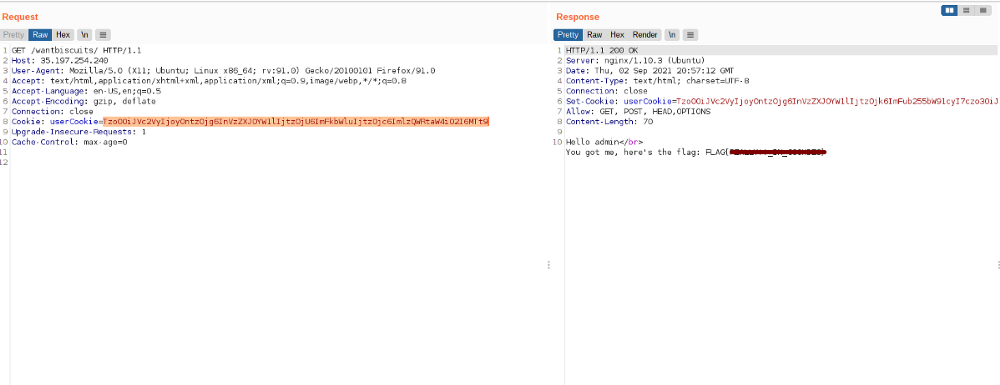 Request
Pretty Raw Hex \n
1 GET /wantbiscuits/ HTTP/1.1
2 Host: 35.197.254.240
3 User-Agent: Mozilla/5.0 (X11; Ubuntu; Linux x86_64; rv:91.0) Gecko/20100101 Firefox/91.0
4 Accept: text/html,application/xhtml+xml,application/xml;q=0.9,image/webp,*/*;q=0.8
5 Accept-Language: en-US,en;q=0.5
6 Accept-Encoding: gzip, deflate
7 Connection: close
8 Cookie: userCookie=
9 Upgrade-Insecure-Requests: 1
10 Cache-Control: max-age=0
11
12
Response
Pretty Raw Hex Render \n
1 HTTP/1.1 200 OK
2 Server: nginx/1.10.3 (Ubuntu)
3 Date: Thu, 02 Sep 2021 20:57:12 GMT
4 Content-Type: text/html; charset=UTF-8
5 Connection: close
6 Set-Cookie: userCookie=
7 Allow: GET, POST, HEAD,OPTIONS
8 Content-Length: 70
9
10 Hello admin</br>
You got me, here's the flag: FLAG{